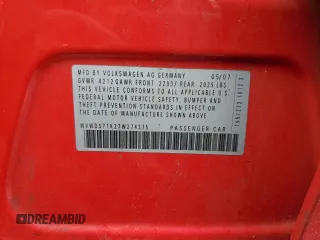 MFD. BY VOLKSWAGEN AG GERMANY 05/07
GVWR 4212 GAWR FRONT 2293/ REAR 2025 LBS
THIS VEHICLE CONFORMS TO ALL APPLICABLE U.S.
FEDERAL MOTOR VEHICLE SAFETY, BUMPER AND
THEFT PREVENTION STANDARDS IN EFFECT ON THE
DATE OF MANUFACTURE SHOWN ABOVE
PASSENGER CAR
DREAMBID